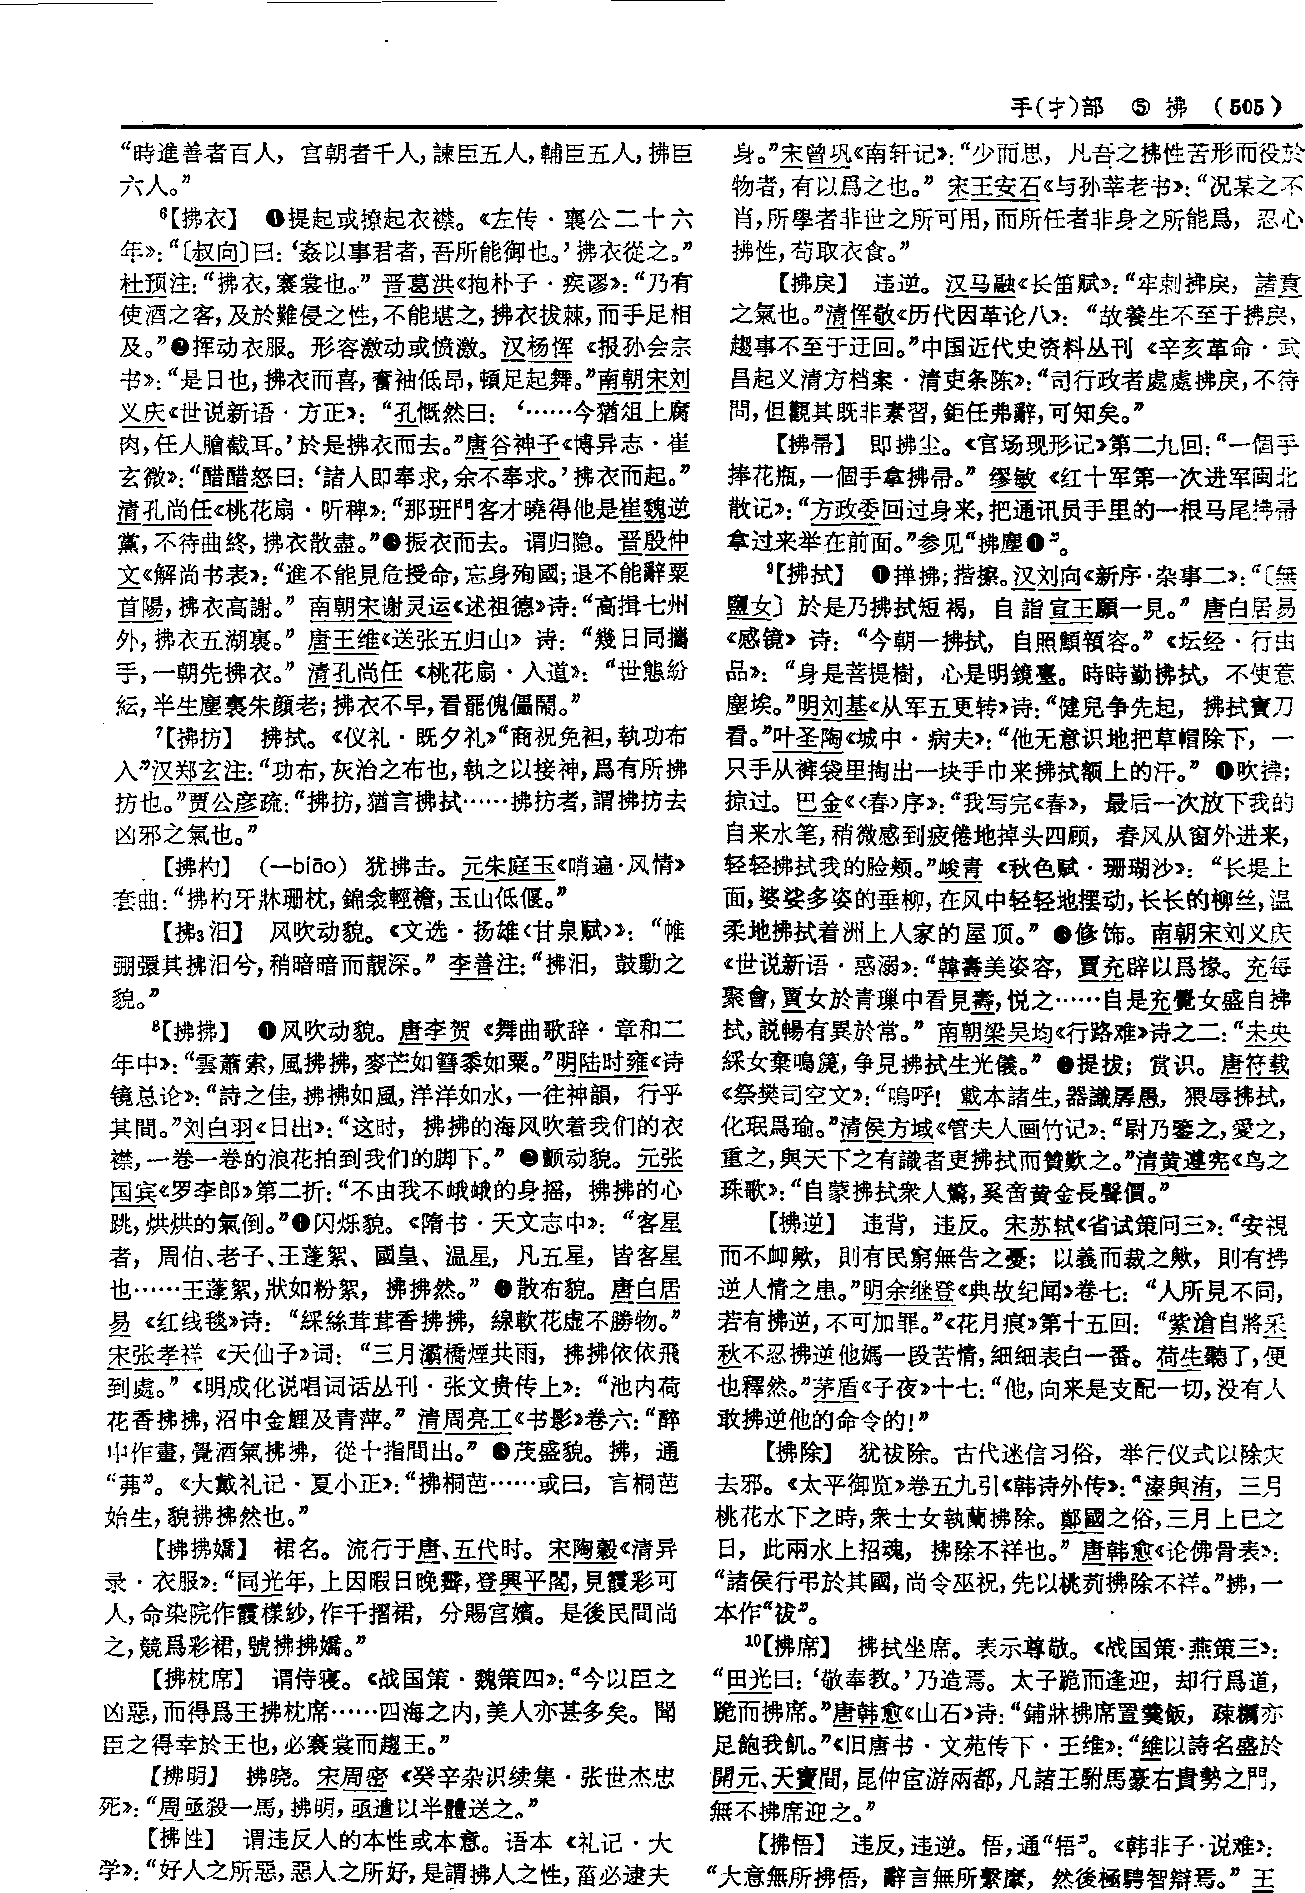 手(扌)部 ⑤ 拂 (505)
“時進善者百人，宫朝者千人，諫臣五人，輔臣五人，拂臣
六人。”
⁶【拂衣】 ❶提起或撩起衣襟。《左传·襄公二十六
年》：“〔叔向〕曰：‘姦以事君者，吾所能御也。’拂衣從之。”
杜预注：“拂衣，褰裳也。” 晋葛洪《抱朴子·疾谬》：“乃有
使酒之客，及於難侵之性，不能堪之，拂衣拔棘，而手足相
及。”❷挥动衣服。形容激动或愤激。汉杨恽《报孙会宗
书》：“是日也，拂衣而喜，奮袖低昂，頓足起舞。”南朝宋刘
义庆《世说新语·方正》：“孔慨然曰：‘……今猶俎上腐
肉，任人膾截耳。’於是拂衣而去。”唐谷神子《博异志·崔
玄微》：“醋醋怒曰：‘諸人即奉求，余不奉求。’拂衣而起。”
清孔尚任《桃花扇·听稗》：“那班門客才曉得他是崔魏逆
黨，不待曲終，拂衣散盡。”❸振衣而去。谓归隐。晋殷仲
文《解尚书表》：“進不能見危授命，忘身殉國；退不能辭粟
首陽，拂衣高謝。” 南朝宋谢灵运《述祖德》诗：“高揖七州
外，拂衣五湖裏。” 唐王维《送张五归山》诗：“幾日同攜
手，一朝先拂衣。” 清孔尚任《桃花扇·入道》：“世態紛
紜，半生塵裏朱顔老；拂衣不早，看罷傀儡鬧。”
⁷【拂坊】 拂拭。《仪礼·既夕礼》“商祝免袒，執功布
入”汉郑玄注：“功布，灰治之布也，執之以接神，爲有所拂
坊也。”贾公彦疏：“拂坊，猶言拂拭……拂坊者，謂拂坊去
凶邪之氣也。”
【拂杓】 （—biāo）犹拂击。元朱庭玉《哨遍·风情》
套曲：“拂杓牙牀珊枕，錦衾輕襜，玉山低偃。”
【拂₃汨】 风吹动貌。《文选·扬雄〈甘泉赋〉》：“帷
弸彋其拂汨兮，稍暗暗而靚深。” 李善注：“拂汨，鼓動之
貌。”
⁸【拂拂】 ❶风吹动貌。唐李贺《舞曲歌辞·章和二
年中》：“雲蕭索，風拂拂，麥芒如篲黍如粟。”明陆时雍《诗
镜总论》：“詩之佳，拂拂如風，洋洋如水，一往神韻，行乎
其間。”刘白羽《日出》：“这时，拂拂的海风吹着我们的衣
襟，一卷一卷的浪花拍到我们的脚下。” ❷颤动貌。元张
国宾《罗李郎》第二折：“不由我不峨峨的身摇，拂拂的心
跳，烘烘的氣倒。”❸闪烁貌。《隋书·天文志中》：“客星
者，周伯、老子、王蓬絮、國皇、温星，凡五星，皆客星
也……王蓬絮，狀如粉絮，拂拂然。” ❹散布貌。唐白居
易《红线毯》诗：“綵絲茸茸香拂拂，線軟花虚不勝物。”
宋张孝祥《天仙子》词：“三月灞橋煙共雨，拂拂依依飛
到處。”《明成化说唱词话丛刊·张文贵传上》：“池内荷
花香拂拂，沼中金鯉及青萍。” 清周亮工《书影》卷六：“醉
中作畫，覺酒氣拂拂，從十指間出。” ❺茂盛貌。拂，通
“茀”。《大戴礼记·夏小正》：“拂桐芭……或曰，言桐芭
始生，貌拂拂然也。”
【拂拂嬌】 裙名。流行于唐、五代时。宋陶穀《清异
录·衣服》：“同光年，上因暇日晚霽，登興平閣，見霞彩可
人，命染院作霞樣紗，作千摺裙，分賜宫嬪。是後民間尚
之，競爲彩裙，號拂拂嬌。”
【拂枕席】 谓侍寝。《战国策·魏策四》：“今以臣之
凶惡，而得爲王拂枕席……四海之内，美人亦甚多矣。聞
臣之得幸於王也，必褰裳而趨王。”
【拂明】 拂晓。宋周密《癸辛杂识续集·张世杰忠
死》：“周亟殺一馬，拂明，亟遣以半體送之。”
【拂性】 谓违反人的本性或本意。语本《礼记·大
学》：“好人之所惡，惡人之所好，是謂拂人之性，菑必逮夫
身。”宋曾巩《南轩记》：“少而思，凡吾之拂性苦形而役於
物者，有以爲之也。” 宋王安石《与孙莘老书》：“况某之不
肖，所學者非世之所可用，而所任者非身之所能爲，忍心
拂性，苟取衣食。”
【拂戾】 违逆。汉马融《长笛赋》：“牢剌拂戾，諸賁
之氣也。”清恽敬《历代因革论八》：“故養生不至于拂戾，
趨事不至于迂回。”中国近代史资料丛刊《辛亥革命·武
昌起义清方档案·清吏条陈》：“司行政者處處拂戾，不待
問，但觀其既非素習，鉅任弗辭，可知矣。”
【拂帚】 即拂尘。《官场现形记》第二九回：“一個手
捧花瓶，一個手拿拂帚。” 缪敏《红十军第一次进军闽北
散记》：“方政委回过身来，把通讯员手里的一根马尾拂帚
拿过来举在前面。”参见“拂塵❶”。
⁹【拂拭】 ❶掸拂；揩擦。汉刘向《新序·杂事二》：“〔無
鹽女〕於是乃拂拭短褐，自詣宣王願一見。” 唐白居易
《感镜》诗：“今朝一拂拭，自照顦顇容。”《坛经·行由
品》：“身是菩提樹，心是明鏡臺。時時勤拂拭，不使惹
塵埃。”明刘基《从军五更转》诗：“健兒争先起，拂拭寶刀
看。”叶圣陶《城中·病夫》：“他无意识地把草帽除下，一
只手从裤袋里掏出一块手巾来拂拭额上的汗。” ❷吹拂；
掠过。巴金《〈春〉序》：“我写完《春》，最后一次放下我的
自来水笔，稍微感到疲倦地掉头四顾，春风从窗外进来，
轻轻拂拭我的脸颊。”峻青《秋色赋·珊瑚沙》：“长堤上
面，婆娑多姿的垂柳，在风中轻轻地摆动，长长的柳丝，温
柔地拂拭着洲上人家的屋顶。” ❸修饰。南朝宋刘义庆
《世说新语·惑溺》：“韓壽美姿容，賈充辟以爲掾。充每
聚會，賈女於青璅中看見壽，悦之……自是充覺女盛自拂
拭，説暢有異於常。” 南朝梁吴均《行路难》诗之二：“未央
綵女棄鳴篪，争見拂拭生光儀。” ❹提拔；赏识。唐符载
《祭樊司空文》：“嗚呼！戴本諸生，器識孱愚，猥辱拂拭，
化珉爲瑜。”清侯方域《管夫人画竹记》：“尉乃鑒之，愛之，
重之，與天下之有識者更拂拭而贊歎之。”清黄遵宪《乌之
珠歌》：“自蒙拂拭衆人驚，奚啻黄金長聲價。”
【拂逆】 违背，违反。宋苏轼《省试策问三》：“安視
而不卹歟，則有民窮無告之憂；以義而裁之歟，則有拂
逆人情之患。”明余继登《典故纪闻》卷七：“人所見不同，
若有拂逆，不可加罪。”《花月痕》第十五回：“紫滄自將采
秋不忍拂逆他媽一段苦情，細細表白一番。荷生聽了，便
也釋然。”茅盾《子夜》十七：“他，向来是支配一切，没有人
敢拂逆他的命令的！”
【拂除】 犹祓除。古代迷信习俗，举行仪式以除灾
去邪。《太平御览》卷五九引《韩诗外传》：“溱與洧，三月
桃花水下之時，衆士女執蘭拂除。鄭國之俗，三月上巳之
日，此兩水上招魂，拂除不祥也。” 唐韩愈《论佛骨表》：
“諸侯行弔於其國，尚令巫祝，先以桃茢拂除不祥。”拂，一
本作“祓”。
¹⁰【拂席】 拂拭坐席。表示尊敬。《战国策·燕策三》：
“田光曰：‘敬奉教。’乃造焉。太子跪而逢迎，却行爲道，
跪而拂席。”唐韩愈《山石》诗：“鋪牀拂席置羹飯，疎糲亦
足飽我飢。”《旧唐书·文苑传下·王维》：“維以詩名盛於
開元、天寶間，昆仲宦游兩都，凡諸王駙馬豪右貴勢之門，
無不拂席迎之。”
【拂悟】 违反，违逆。悟，通“牾”。《韩非子·说难》：
“大意無所拂悟，辭言無所繫縻，然後極騁智辯焉。” 王